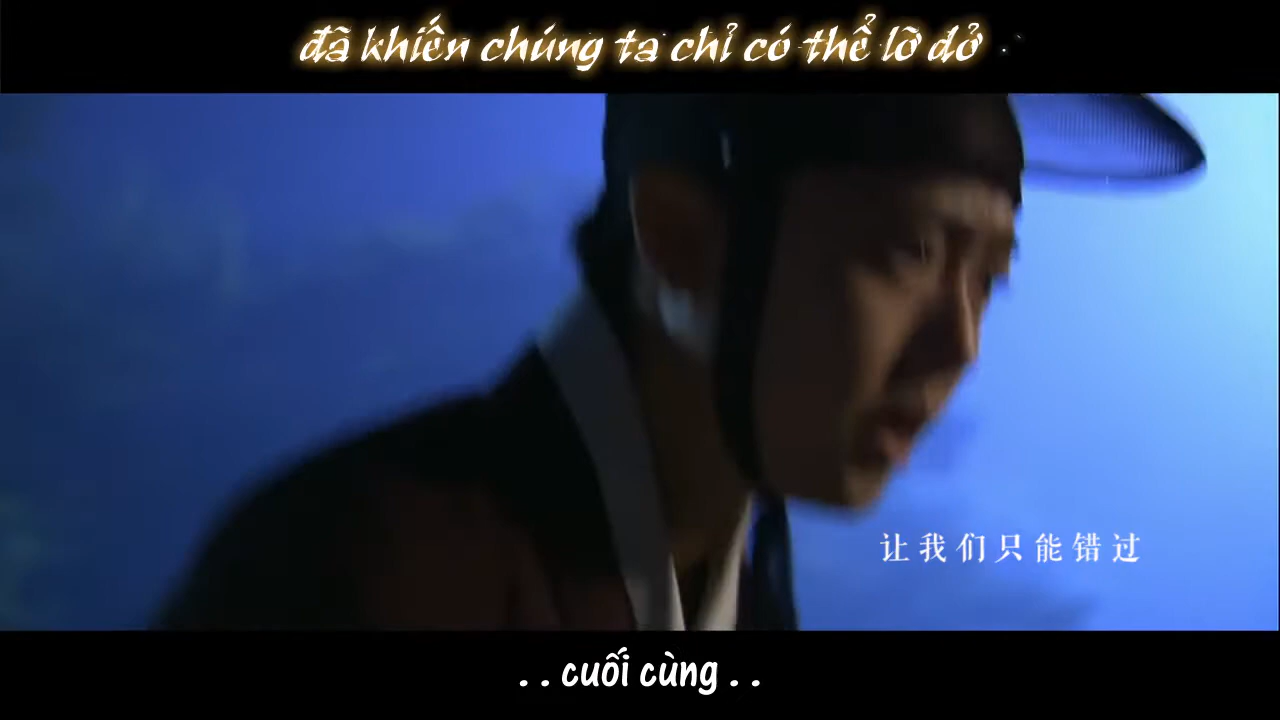 đã khiến chúng ta chỉ có thể lỡ dở
让我们只能错过
. . cuối cùng . .